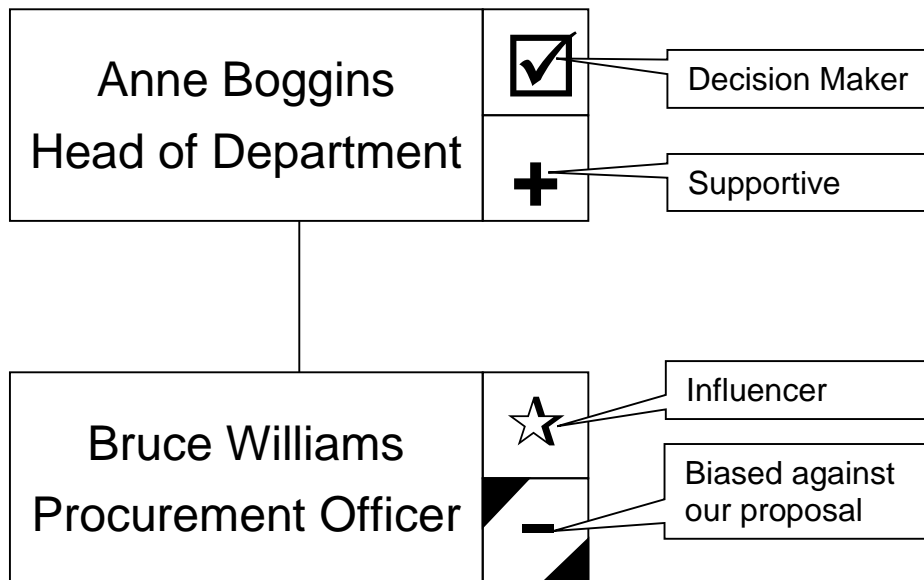 Anne Boggins
Head of Department
Decision Maker
Supportive
Bruce Williams
Procurement Officer
Influencer
Biased against
our proposal